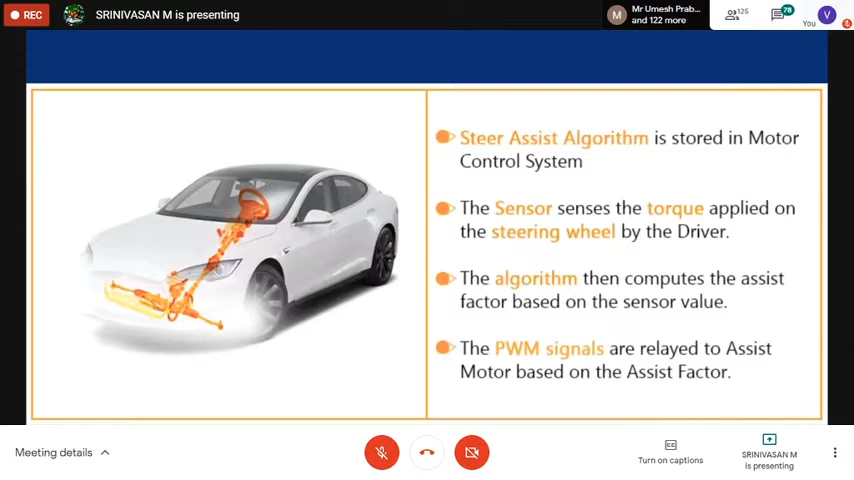 REC
SRINIVASAN M is presenting
M
Mr Umesh Prab...
and 122 more
125
78
You
V
Steer Assist Algorithm is stored in Motor
Control System
The Sensor senses the torque applied on
the steering wheel by the Driver.
The algorithm then computes the assist
factor based on the sensor value.
The PWM signals are relayed to Assist
Motor based on the Assist Factor.
Meeting details
Turn on captions
SRINIVASAN M
is presenting